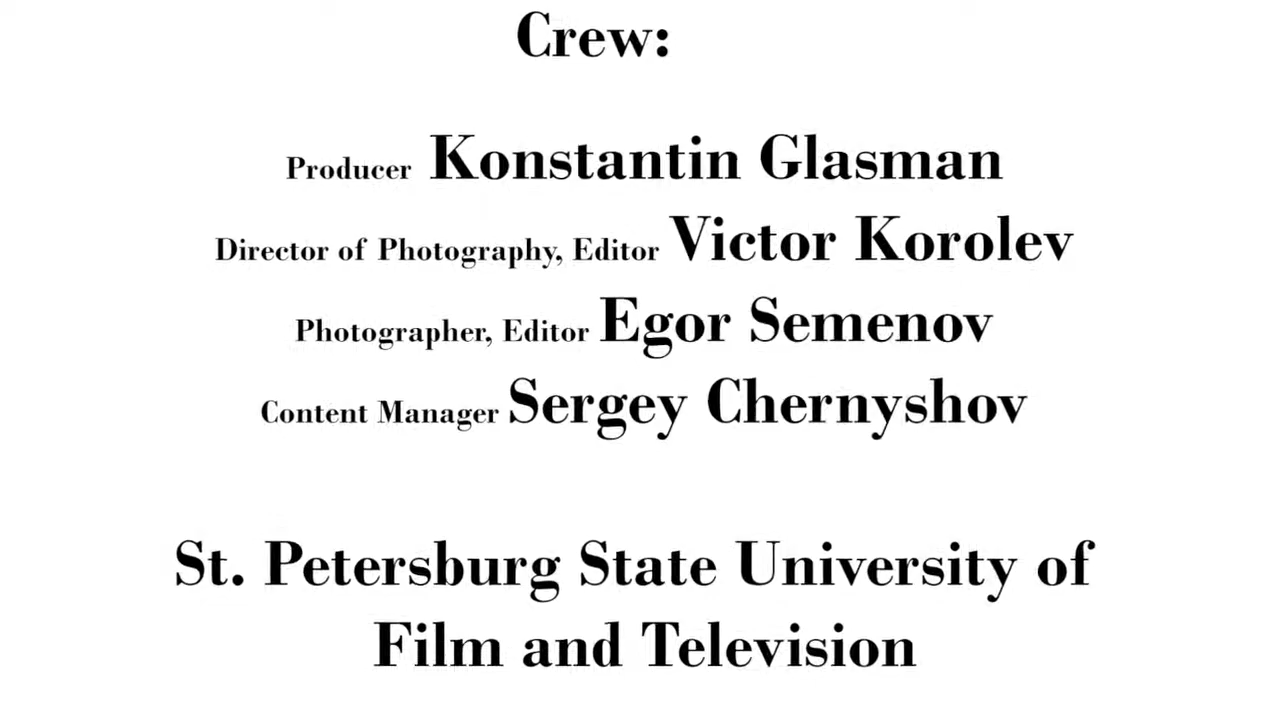 Crew:
Producer Konstantin Glasman
Director of Photography, Editor Victor Korolev
Photographer, Editor Egor Semenov
Content Manager Sergey Chernyshov
St. Petersburg State University of
Film and Television